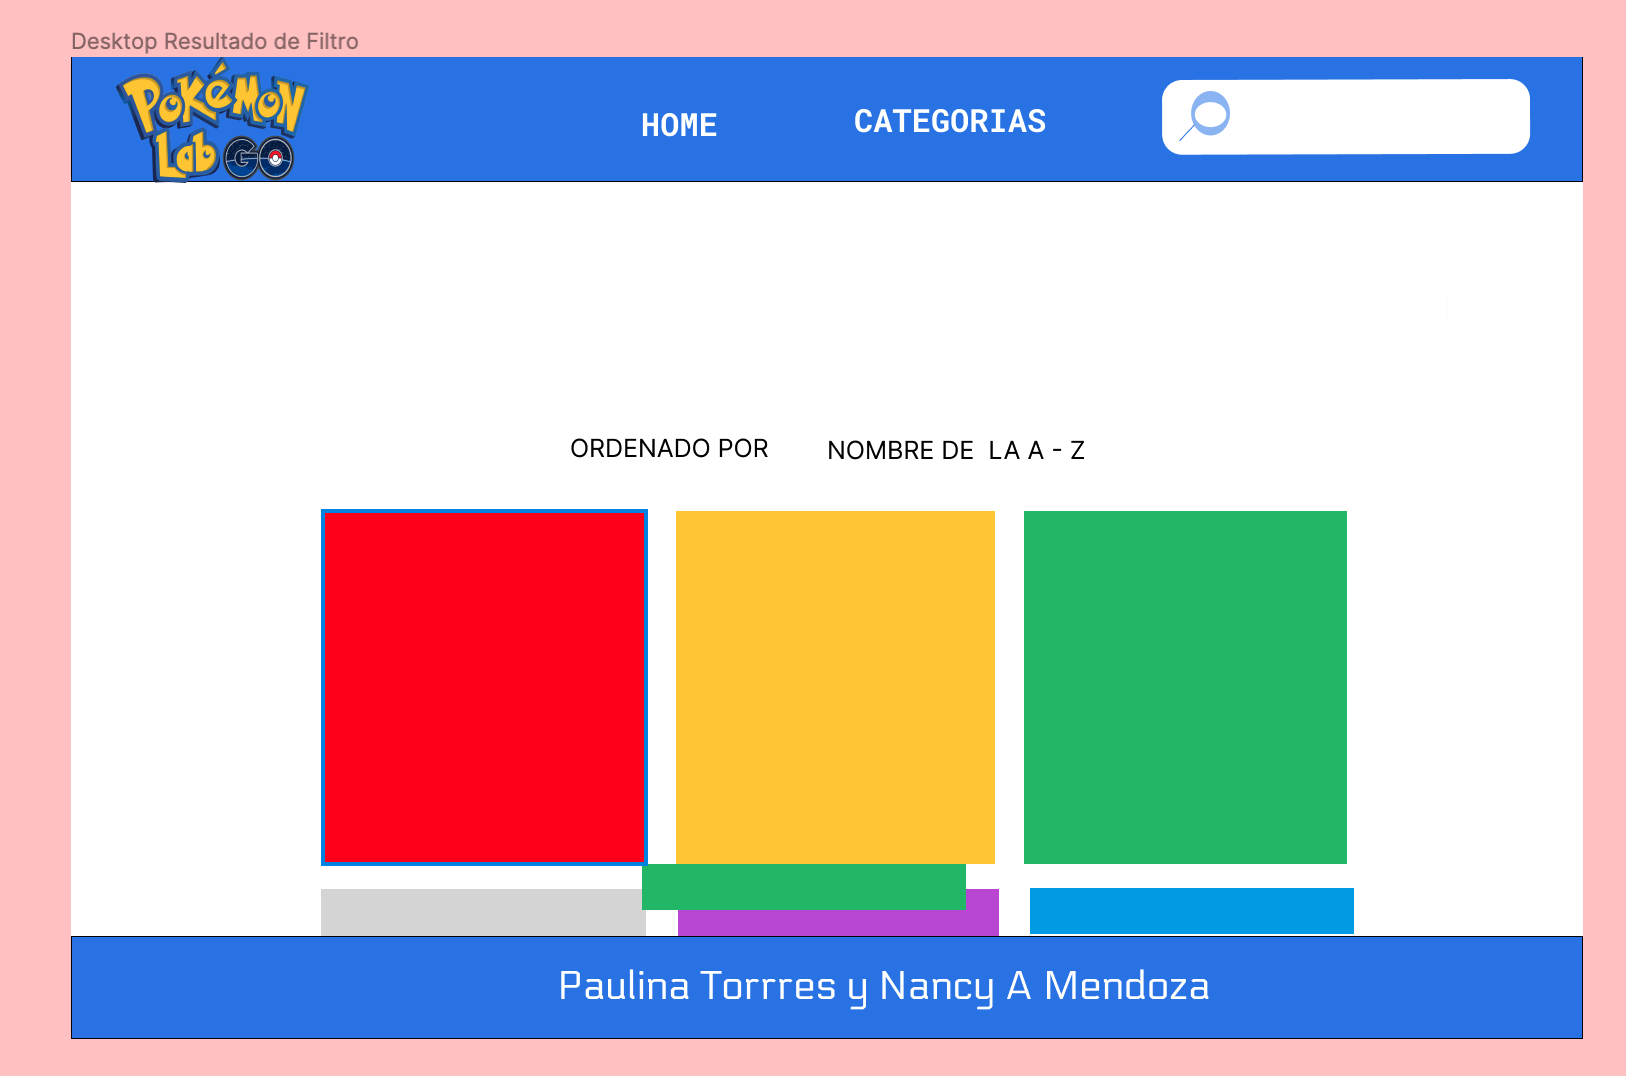 Desktop Resultado de Filtro
POKéMON
Lab GO
HOME
CATEGORIAS
ORDENADO POR
NOMBRE DE LA A - Z
Paulina Torrres y Nancy A Mendoza